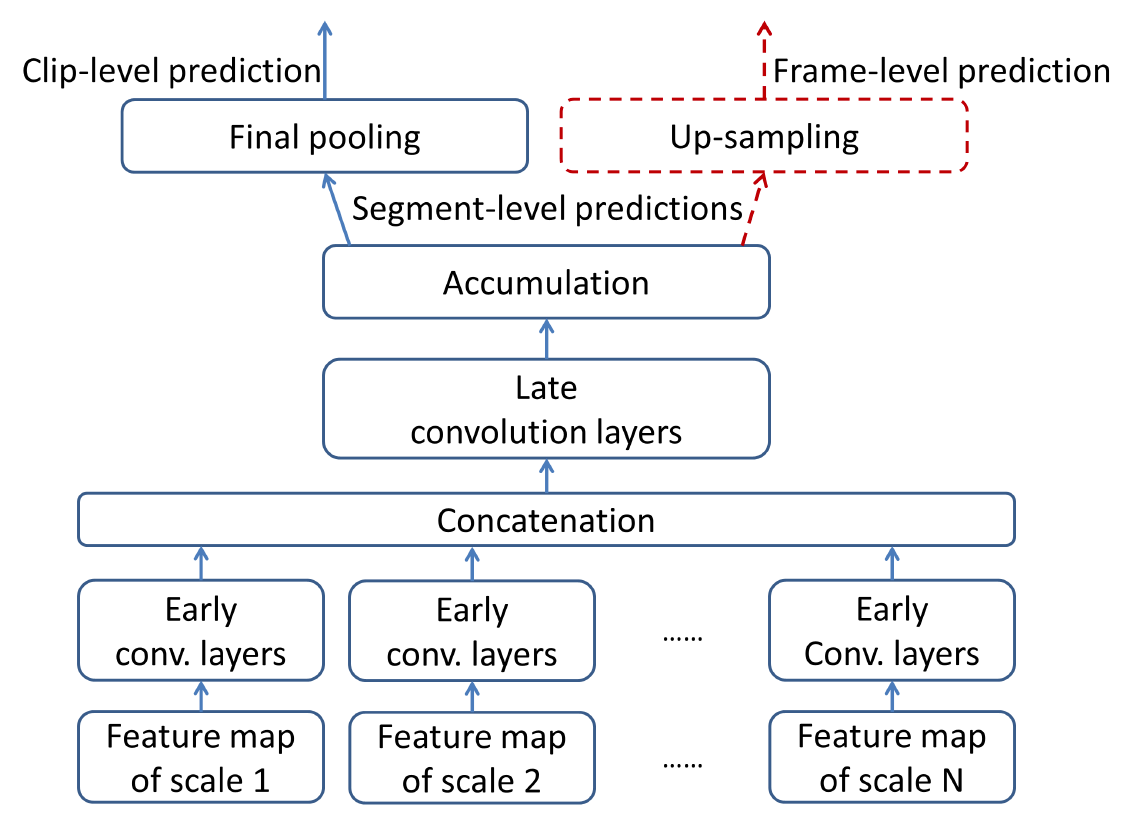 Clip-level prediction
Frame-level prediction
Final pooling
Up-sampling
Segment-level predictions
Accumulation
Late
convolution layers
Concatenation
Early
conv. layers
Early
conv. layers
......
Early
Conv. layers
Feature map
of scale 1
Feature map
of scale 2
......
Feature map
of scale N